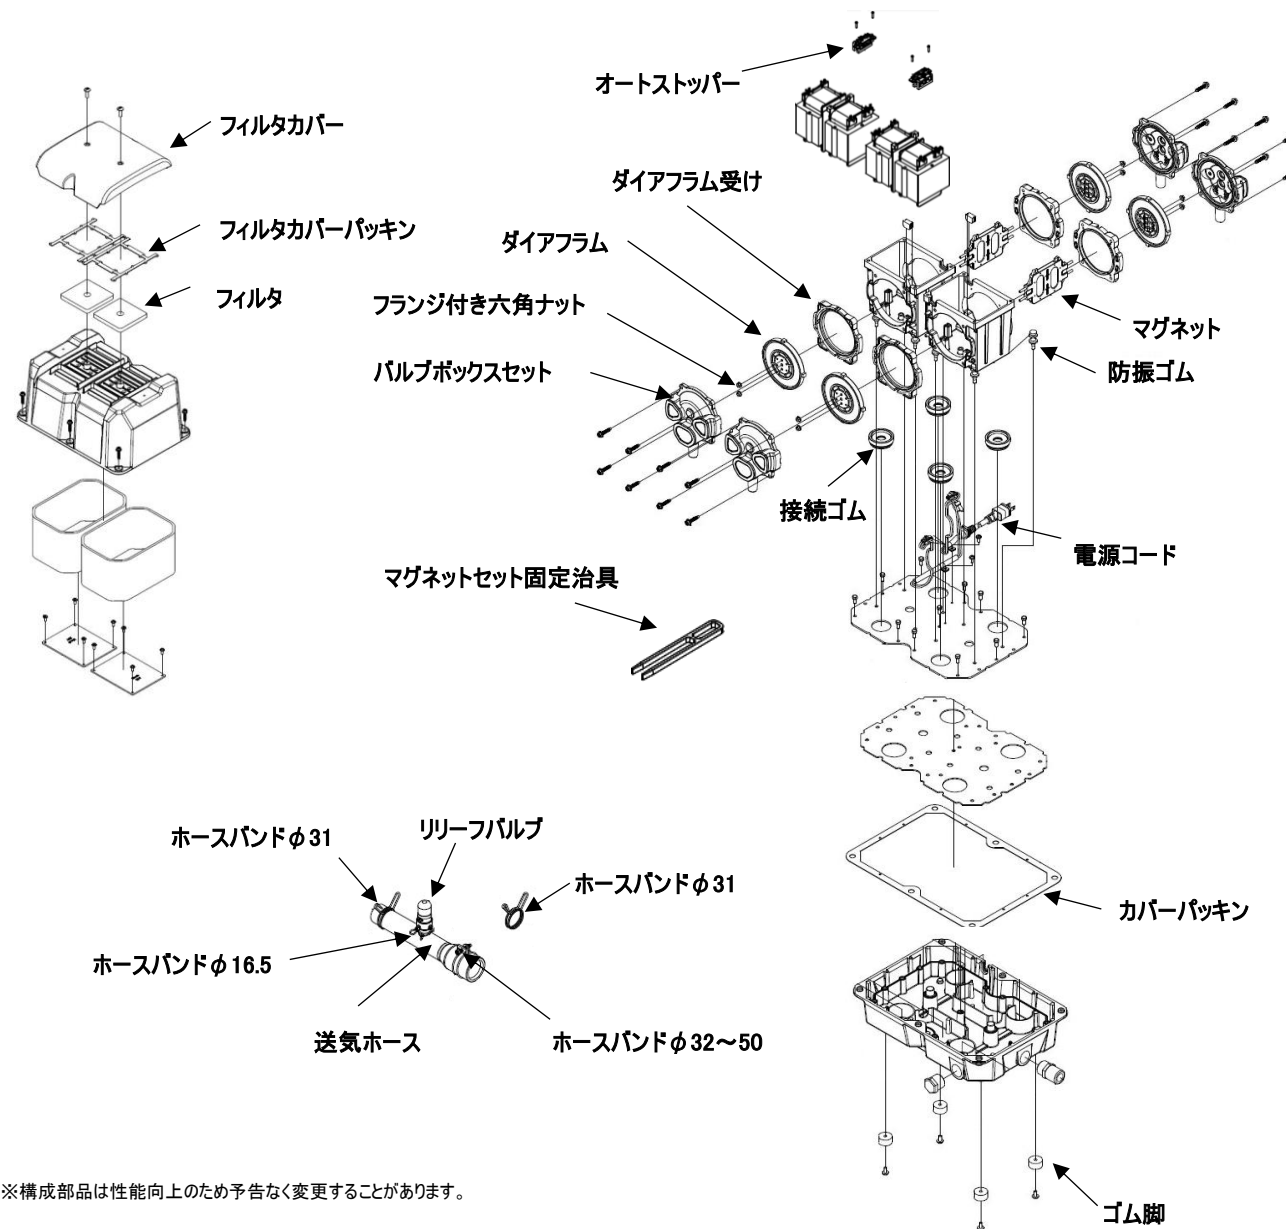 オートストッパー
フィルタカバー
ダイアフラム受け
フィルタカバーパッキン
ダイアフラム
フィルタ
フランジ付き六角ナット
マグネット
バルブボックスセット
防振ゴム
接続ゴム
電源コード
マグネットセット固定治具
ホースバンドφ31
リリーフバルブ
ホースバンドφ31
カバーパッキン
ホースバンドφ16.5
送気ホース
ホースバンドφ32～50
※構成部品は性能向上のため予告なく変更することがあります。
ゴム脚